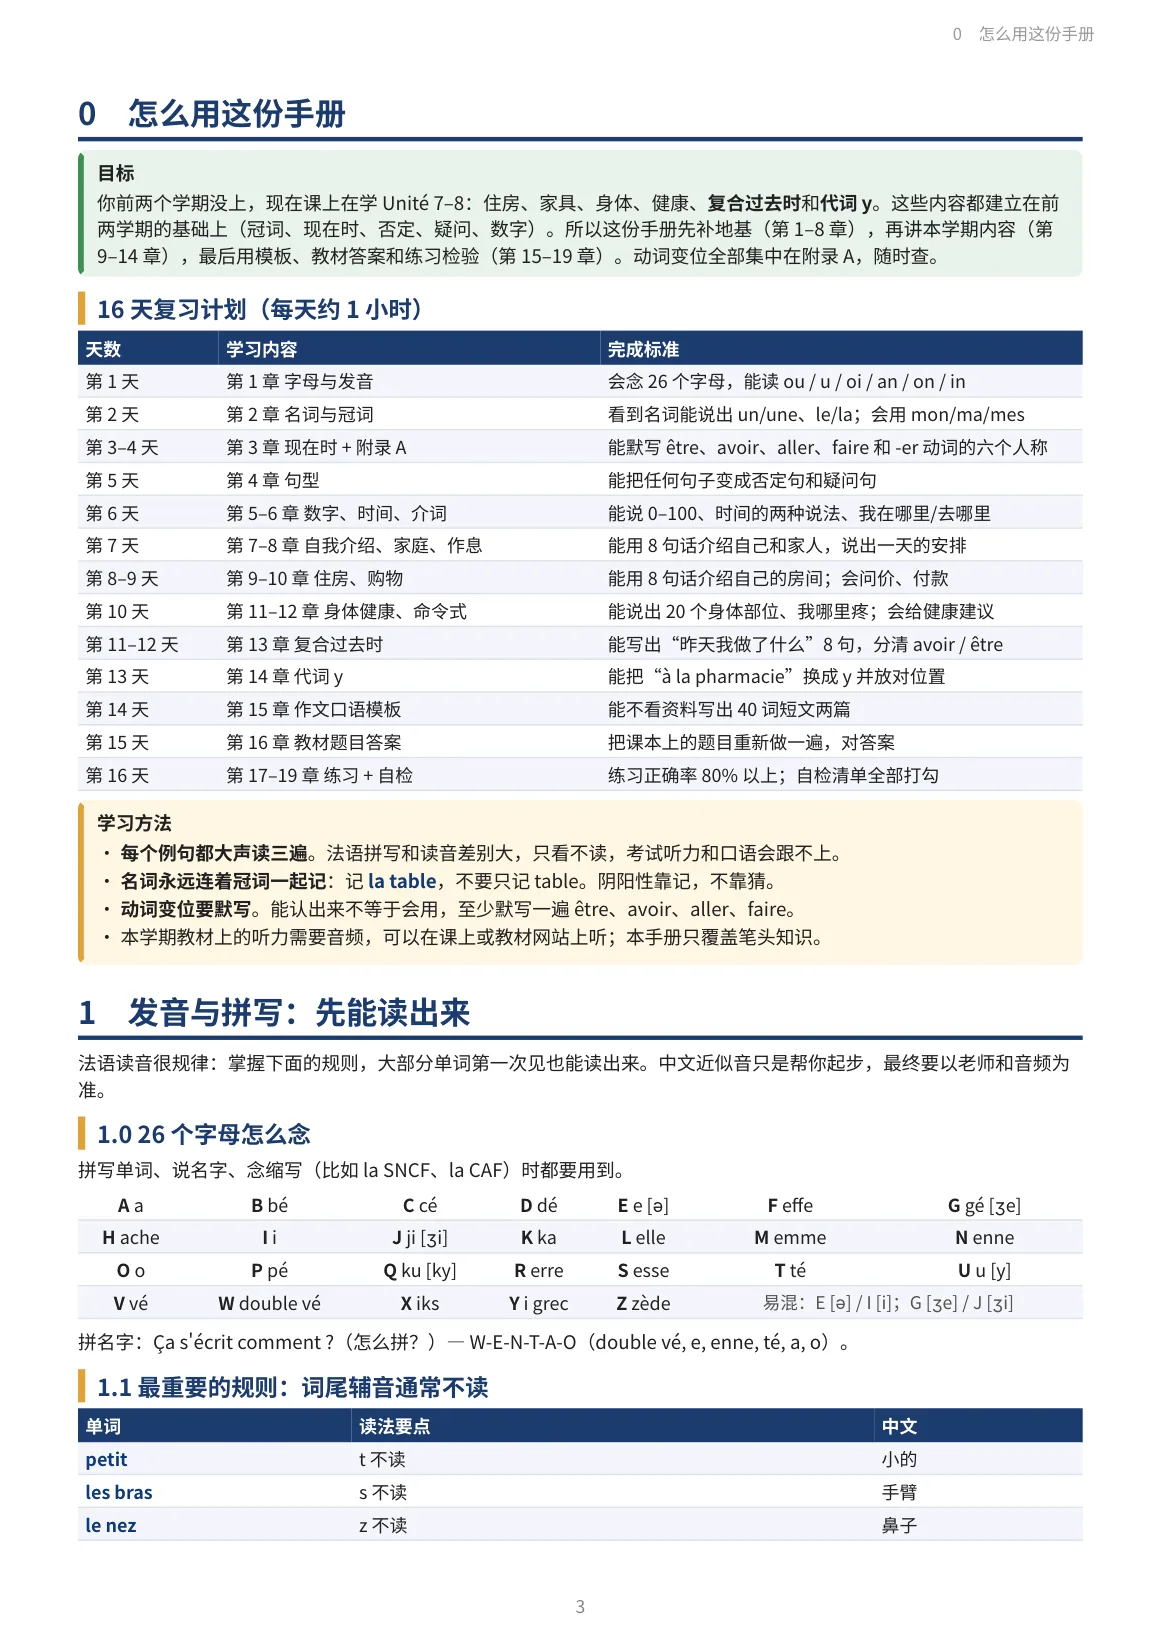 0 怎么用这份手册
0 怎么用这份手册
目标
你前两个学期没上，现在课上在学 Unité 7–8：住房、家具、身体、健康、复合过去时和代词 y。这些内容都建立在前
两学期的基础上（冠词、现在时、否定、疑问、数字）。所以这份手册先补地基（第 1–8 章），再讲本学期内容（第
9–14 章），最后用模板、教材答案和练习检验（第 15–19 章）。动词变位全部集中在附录 A，随时查。
16 天复习计划（每天约 1 小时）
天数 学习内容 完成标准
第 1 天 第 1 章 字母与发音 会念 26 个字母，能读 ou / u / oi / an / on / in
第 2 天 第 2 章 名词与冠词 看到名词能说出 un/une、le/la；会用 mon/ma/mes
第 3–4 天 第 3 章 现在时 + 附录 A 能默写 être、avoir、aller、faire 和 -er 动词的六个人称
第 5 天 第 4 章 句型 能把任何句子变成否定句和疑问句
第 6 天 第 5–6 章 数字、时间、介词 能说 0–100、时间的两种说法、我在哪里/去哪里
第 7 天 第 7–8 章 自我介绍、家庭、作息 能用 8 句话介绍自己和家人，说出一天的安排
第 8–9 天 第 9–10 章 住房、购物 能用 8 句话介绍自己的房间；会问价、付款
第 10 天 第 11–12 章 身体健康、命令式 能说出 20 个身体部位、我哪里疼；会给健康建议
第 11–12 天 第 13 章 复合过去时 能写出“昨天我做了什么”8 句，分清 avoir / être
第 13 天 第 14 章 代词 y 能把“à la pharmacie”换成 y 并放对位置
第 14 天 第 15 章 作文口语模板 能不看资料写出 40 词短文两篇
第 15 天 第 16 章 教材题目答案 把课本上的题目重新做一遍，对答案
第 16 天 第 17–19 章 练习 + 自检 练习正确率 80% 以上；自检清单全部打勾
学习方法
• 每个例句都大声读三遍。法语拼写和读音差别大，只看不读，考试听力和口语会跟不上。
• 名词永远连着冠词一起记：记 la table，不要只记 table。阴阳性靠记，不靠猜。
• 动词变位要默写。能认出来不等于会用，至少默写一遍 être、avoir、aller、faire。
• 本学期教材上的听力需要音频，可以在课上或教材网站上听；本手册只覆盖笔头知识。
1 发音与拼写：先能读出来
法语读音很规律：掌握下面的规则，大部分单词第一次见也能读出来。中文近似音只是帮你起步，最终要以老师和音频为
准。
1.0 26 个字母怎么念
拼写单词、说名字、念缩写（比如 la SNCF、la CAF）时都要用到。
A a B bé C cé D dé E e [ə] F effe G gé [ʒe]
H ache I i J ji [ʒi] K ka L elle M emme N enne
O o P pé Q ku [ky] R erre S esse T té U u [y]
V vé W double vé X iks Y i grec Z zède 易混：E [ə] / I [i]；G [ʒe] / J [ʒi]
拼名字：Ça s'écrit comment ?（怎么拼？）— W-E-N-T-A-O（double vé, e, enne, té, a, o）。
1.1 最重要的规则：词尾辅音通常不读
单词 读法要点 中文
petit t 不读 小的
les bras s 不读 手臂
le nez z 不读 鼻子
3